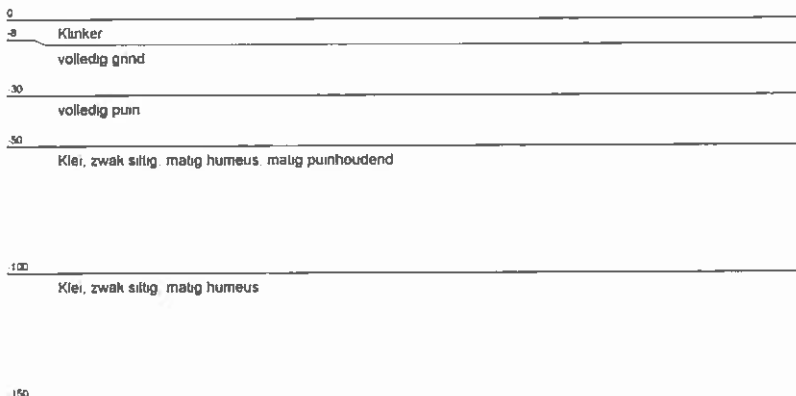 0
-8
Klinker
volledig grind
-30
volledig puin
-50
Klei, zwak siltig, matig humeus, matig puinhoudend
-100
Klei, zwak siltig, matig humeus
-150